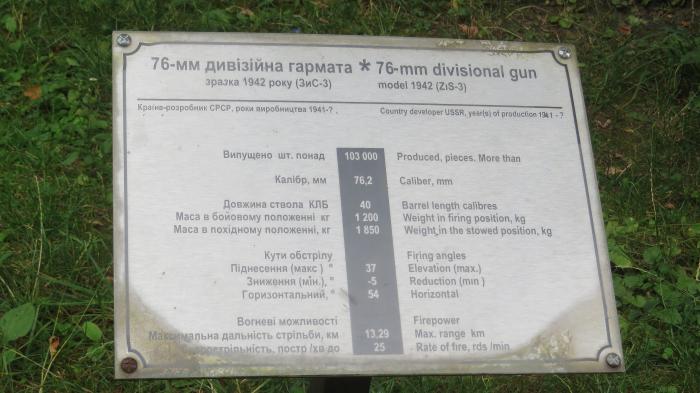 76-мм дивізійна гармата * 76-mm divisional gun
зразка 1942 року (ЗиС-3) model 1942 (ZiS-3)
Країна-розробник СРСР, роки виробництва 1941-? Country developer USSR, year(s) of production 1941 - ?
Випущено шт. понад 103 000 Produced, pieces. More than
Калібр, мм 76,2 Caliber, mm
Довжина ствола КЛБ 40 Barrel length calibres
Маса в бойовому положенні кг 1 200 Weight in firing position, kg
Маса в похідному положенні, кг 1 850 Weight in the stowed position, kg
Кути обстрілу Firing angles
Піднесення (макс ) ° 37 Elevation (max.)
Зниження (мін.), ° -5 Reduction (min )
Горизонтальний, ° 54 Horizontal
Вогневі можливості Firepower
Максимальна дальність стрільби, км 13,29 Max. range km
постр /хв до 25 Rate of fire, rds /min